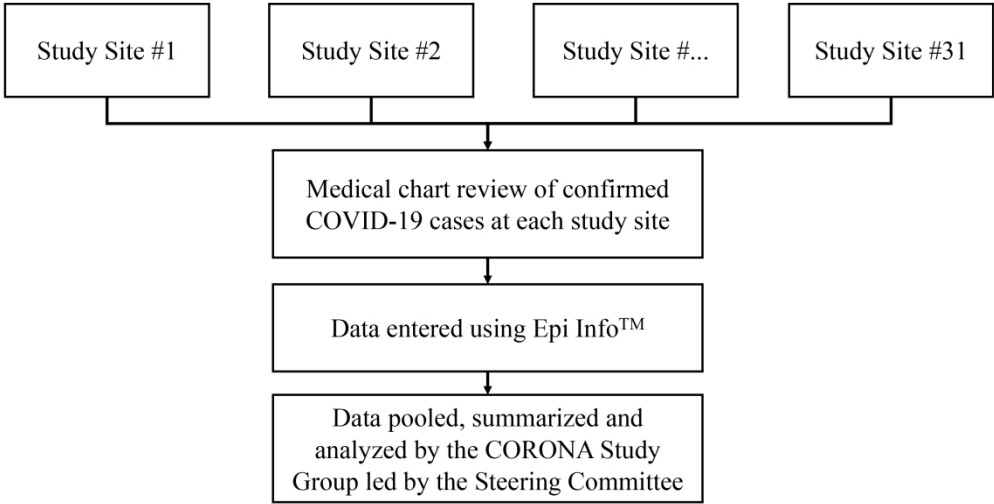 Study Site #1
Study Site #2
Study Site #...
Study Site #31
Medical chart review of confirmed
COVID-19 cases at each study site
Data entered using Epi Info™
Data pooled, summarized and
analyzed by the CORONA Study
Group led by the Steering Committee